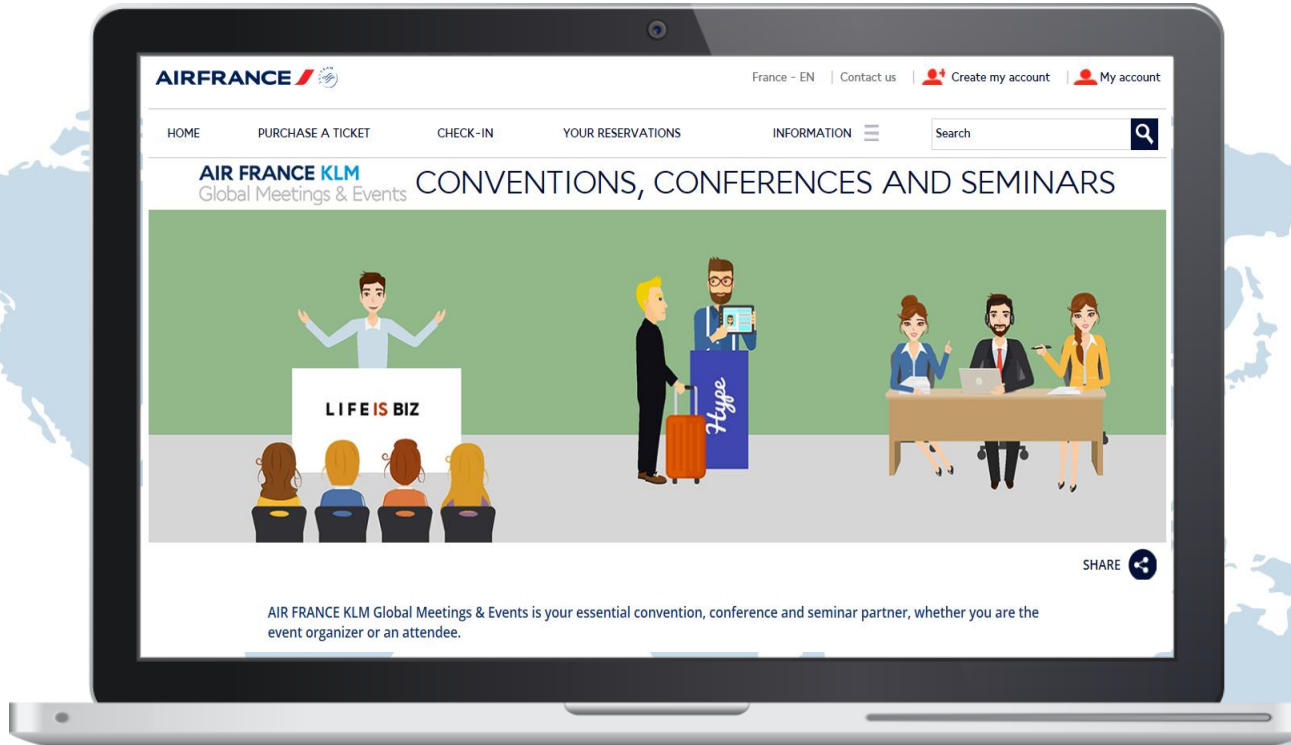 AIRFRANCE
France - EN | Contact us | Create my account | My account
HOME PURCHASE A TICKET CHECK-IN YOUR RESERVATIONS INFORMATION Search
AIR FRANCE KLM
Global Meetings & Events
CONVENTIONS, CONFERENCES AND SEMINARS
LIFE IS BIZ
Hype
SHARE
AIR FRANCE KLM Global Meetings & Events is your essential convention, conference and seminar partner, whether you are the
event organizer or an attendee.